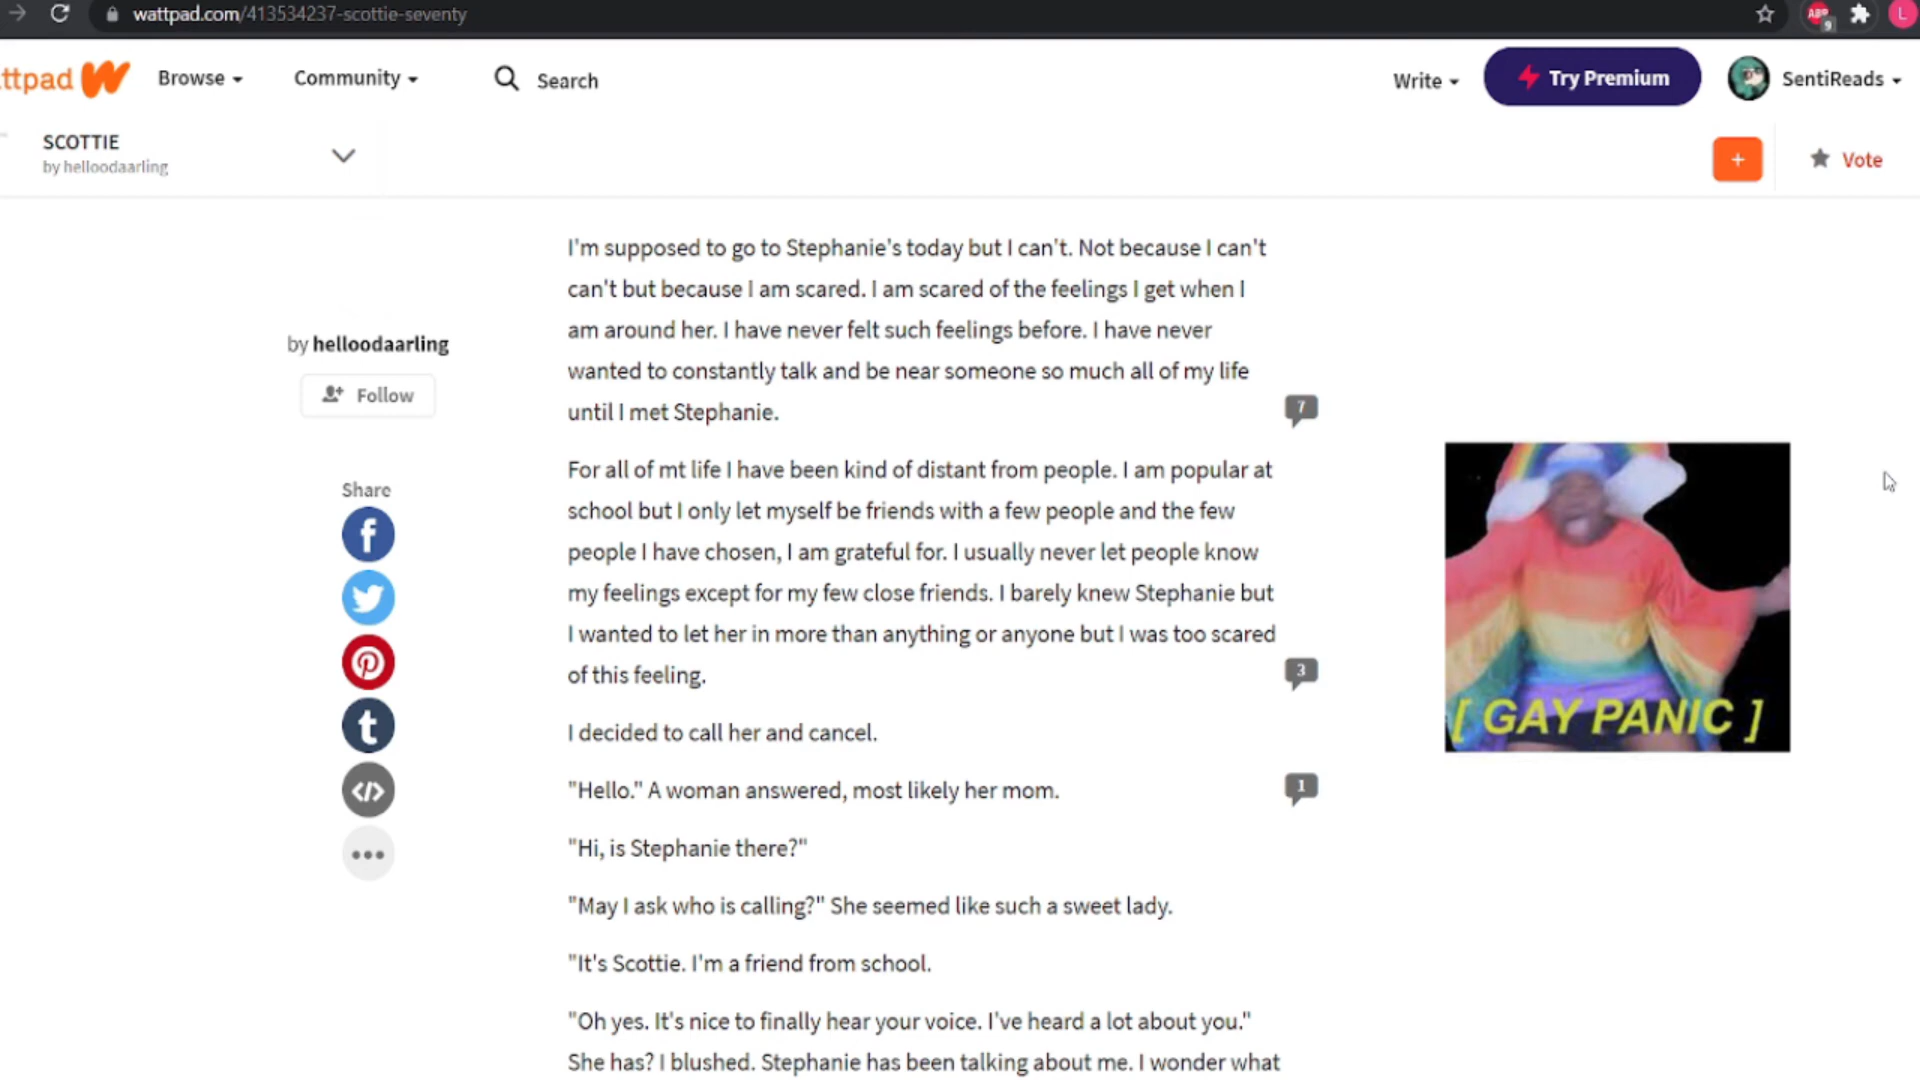 wattpad.com/413534237-scottie-seventy
ABP
9
L
ttpad
Browse
Community
Search
Write
Try Premium
SentiReads
SCOTTIE
by helloodaarling
+
Vote
I'm supposed to go to Stephanie's today but I can't. Not because I can't
can't but because I am scared. I am scared of the feelings I get when I
am around her. I have never felt such feelings before. I have never
wanted to constantly talk and be near someone so much all of my life
until I met Stephanie.
7
by helloodaarling
Follow
For all of mt life I have been kind of distant from people. I am popular at
school but I only let myself be friends with a few people and the few
people I have chosen, I am grateful for. I usually never let people know
my feelings except for my few close friends. I barely knew Stephanie but
I wanted to let her in more than anything or anyone but I was too scared
of this feeling.
3
Share
[ GAY PANIC ]
I decided to call her and cancel.
"Hello." A woman answered, most likely her mom.
1
"Hi, is Stephanie there?"
"May I ask who is calling?" She seemed like such a sweet lady.
"It's Scottie. I'm a friend from school.
"Oh yes. It's nice to finally hear your voice. I've heard a lot about you."
She has? I blushed. Stephanie has been talking about me. I wonder what